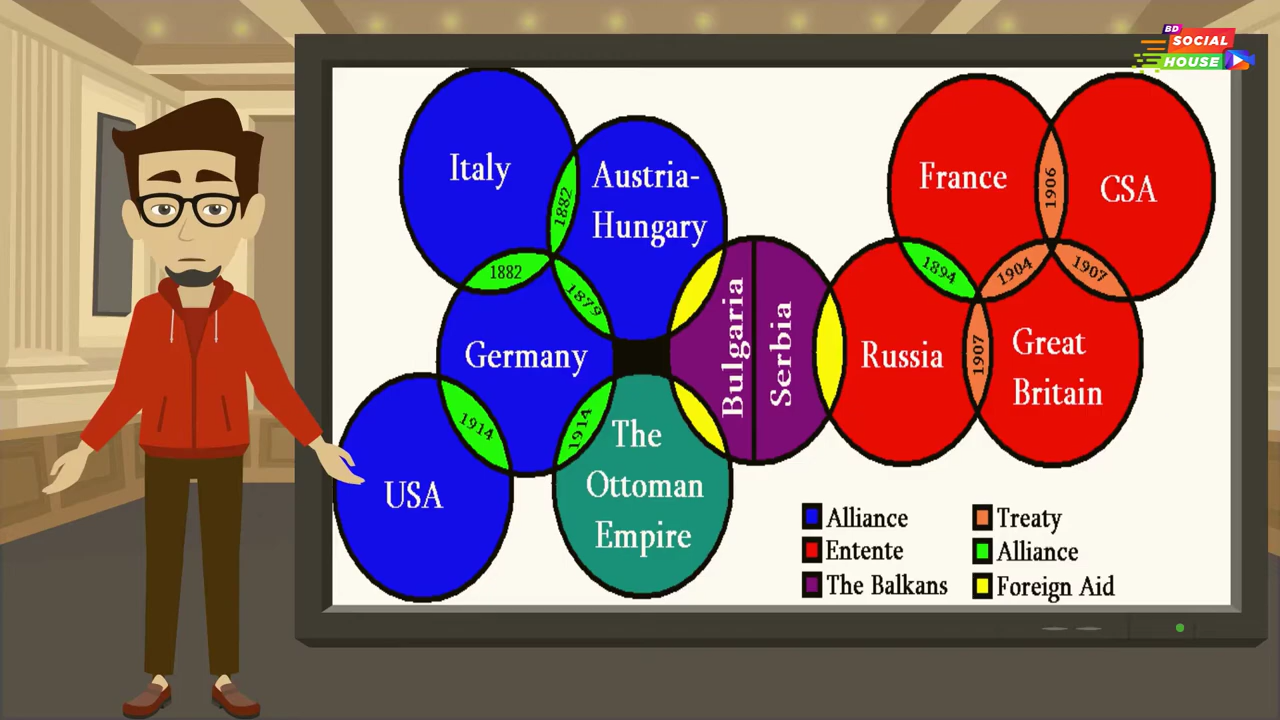 BD
SOCIAL
HOUSE
Italy
Austria-
Hungary
1882
1882
1879
Germany
USA
1914
1914
The
Ottoman
Empire
Bulgaria
Serbia
Russia
France
CSA
Great
Britain
1894
1904
1906
1907
1907
Alliance
Entente
The Balkans
Treaty
Alliance
Foreign Aid